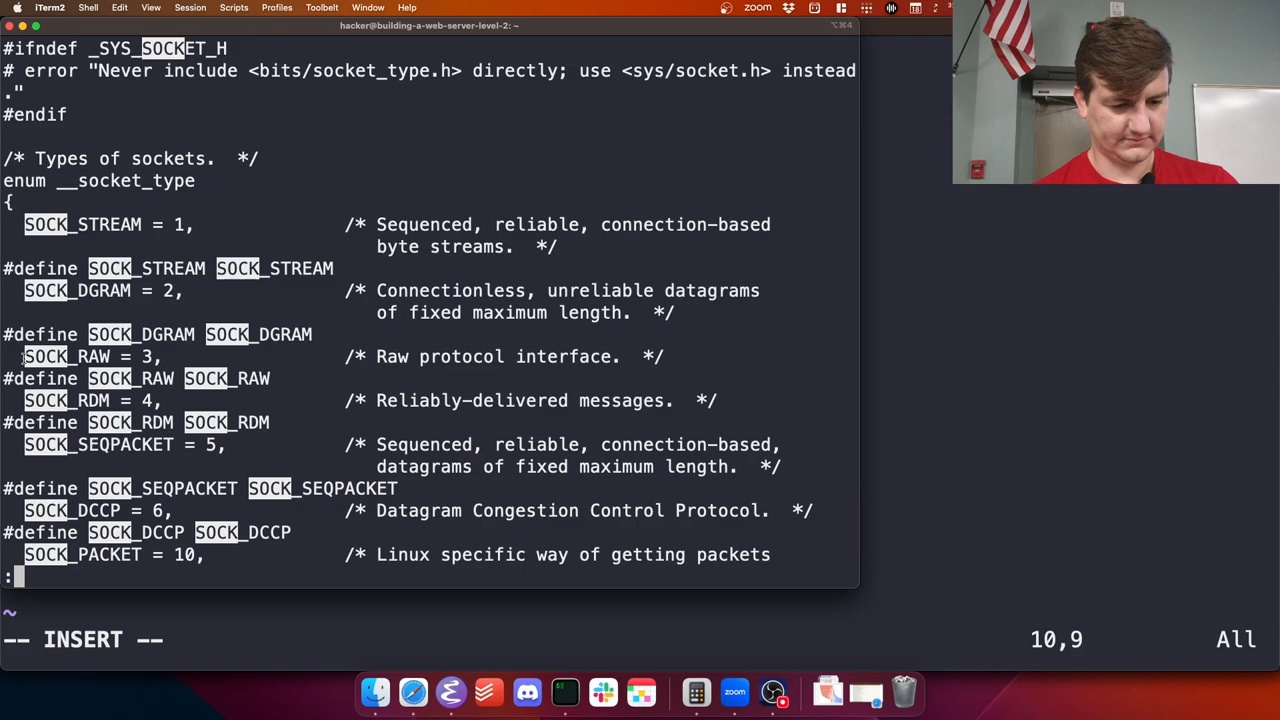 iTerm2 Shell Edit View Session Scripts Profiles Toolbelt Window Help zoom 18
hacker@building-a-web-server-level-2: ~ ⌥⌘4
#ifndef _SYS_SOCKET_H
# error "Never include <bits/socket_type.h> directly; use <sys/socket.h> instead
."
#endif
/* Types of sockets.  */
enum __socket_type
{
SOCK_STREAM = 1, /* Sequenced, reliable, connection-based
byte streams.  */
#define SOCK_STREAM SOCK_STREAM
SOCK_DGRAM = 2, /* Connectionless, unreliable datagrams
of fixed maximum length.  */
#define SOCK_DGRAM SOCK_DGRAM
SOCK_RAW = 3, /* Raw protocol interface.  */
#define SOCK_RAW SOCK_RAW
SOCK_RDM = 4, /* Reliably-delivered messages.  */
#define SOCK_RDM SOCK_RDM
SOCK_SEQPACKET = 5, /* Sequenced, reliable, connection-based,
datagrams of fixed maximum length.  */
#define SOCK_SEQPACKET SOCK_SEQPACKET
SOCK_DCCP = 6, /* Datagram Congestion Control Protocol.  */
#define SOCK_DCCP SOCK_DCCP
SOCK_PACKET = 10, /* Linux specific way of getting packets
:
~
-- INSERT -- 10,9 All
zoom